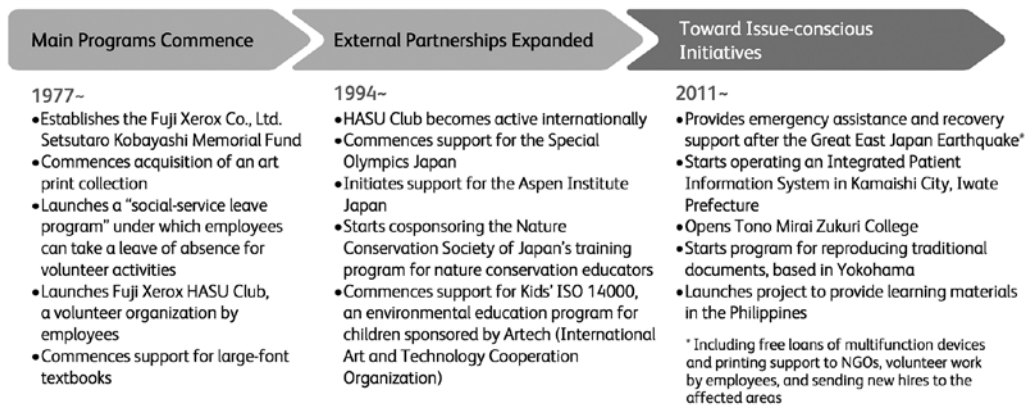 Main Programs Commence
1977~
•Establishes the Fuji Xerox Co., Ltd.
Setsutaro Kobayashi Memorial Fund
•Commences acquisition of an art
print collection
•Launches a “social-service leave
program” under which employees
can take a leave of absence for
volunteer activities
•Launches Fuji Xerox HASU Club,
a volunteer organization by
employees
•Commences support for large-font
textbooks
External Partnerships Expanded
1994~
•HASU Club becomes active internationally
•Commences support for the Special
Olympics Japan
•Initiates support for the Aspen Institute
Japan
•Starts cosponsoring the Nature
Conservation Society of Japan’s training
program for nature conservation educators
•Commences support for Kids’ ISO 14000,
an environmental education program for
children sponsored by Artech (International
Art and Technology Cooperation
Organization)
Toward Issue-conscious
Initiatives
2011~
•Provides emergency assistance and recovery
support after the Great East Japan Earthquake*
•Starts operating an Integrated Patient
Information System in Kamaishi City, Iwate
Prefecture
•Opens Tono Mirai Zukuri College
•Starts program for reproducing traditional
documents, based in Yokohama
•Launches project to provide learning materials
in the Philippines
* Including free loans of multifunction devices
and printing support to NGOs, volunteer work
by employees, and sending new hires to the
affected areas